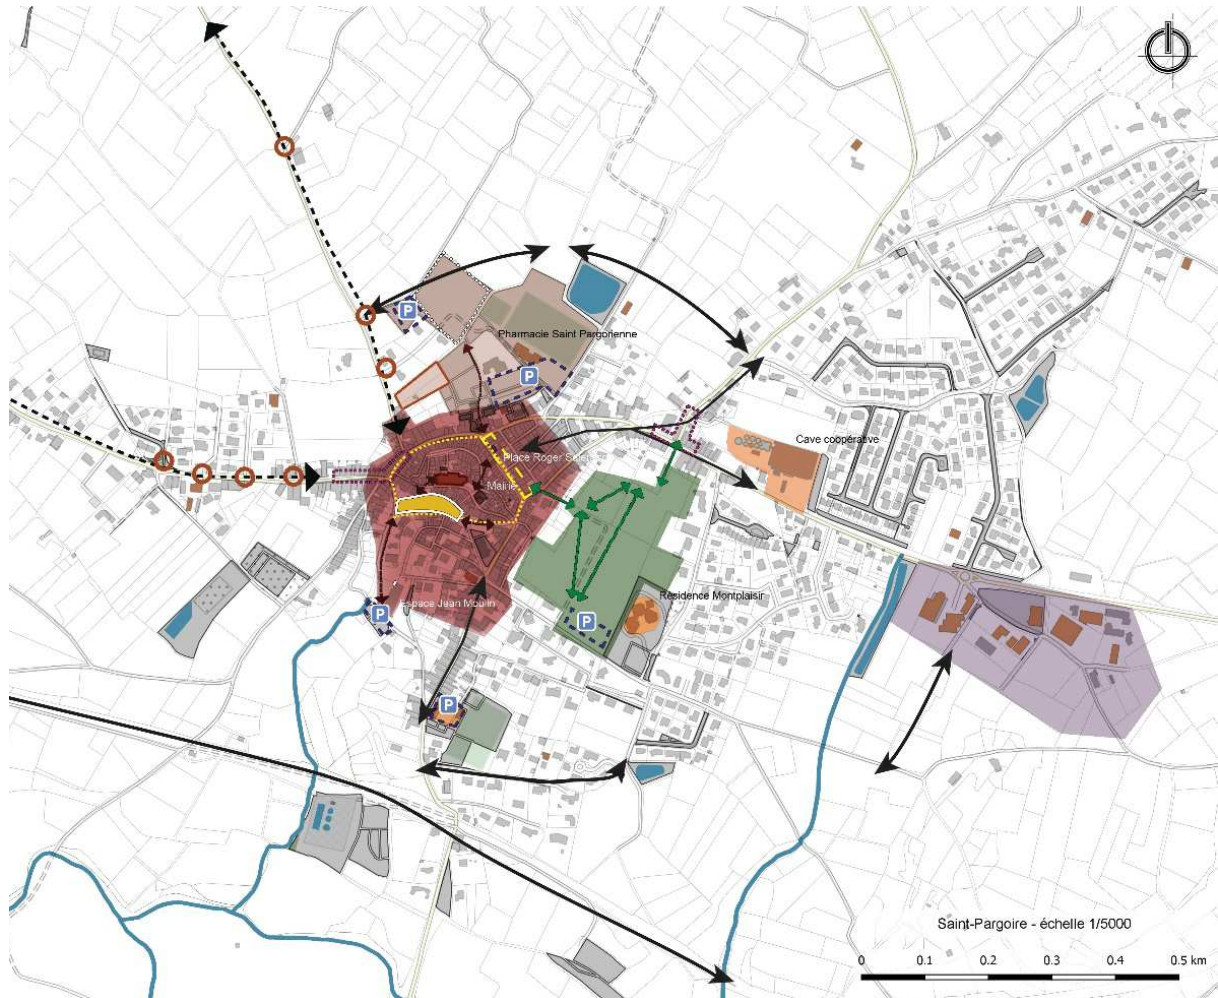 P
Pharmacie Saint Pargorienne
P
Cave coopérative
Place Roger Salen
Mairie
Résidence Montplaisir
Espace Jean Moulin
P
P
P
Saint-Pargoire - échelle 1/5000
0 0.1 0.2 0.3 0.4 0.5 km